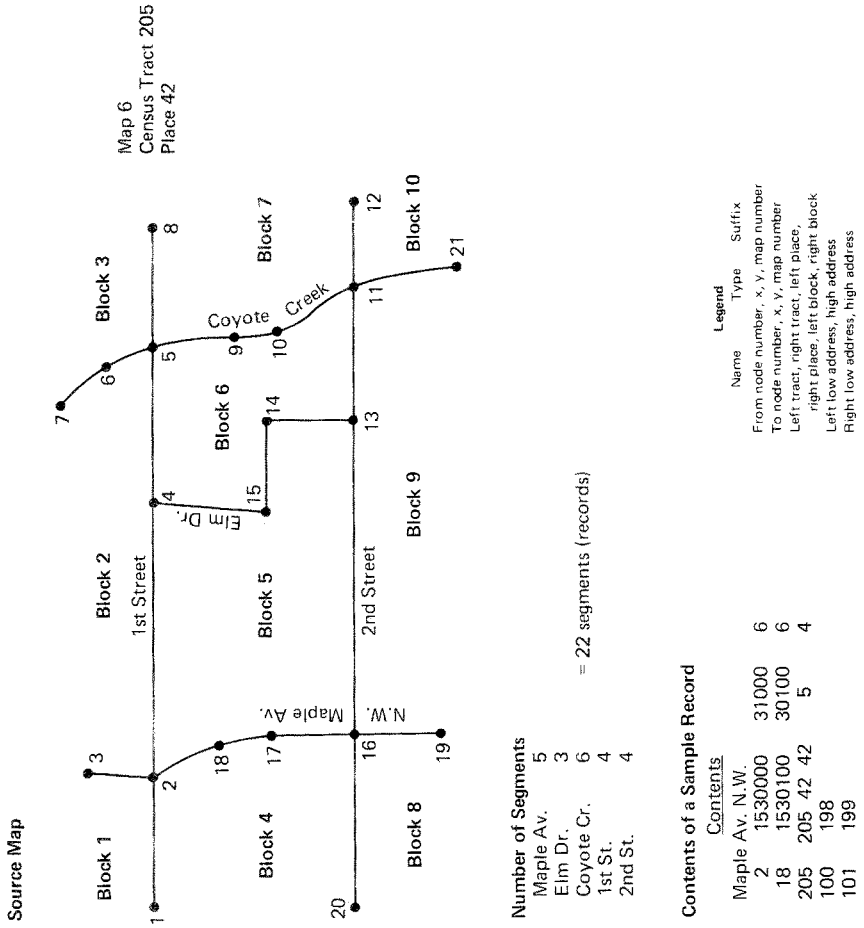 Source Map
Map 6
Census Tract 205
Place 42
7
6
3
Block 1
Block 2
Block 3
1
2
1st Street
4
5
8
18
Maple Av.
Elm Dr.
Block 6
Coyote
9
Block 7
Block 4
17
Block 5
15
14
10
Creek
20
16
2nd Street
13
11
12
N.W.
Block 8
19
Block 9
21
Block 10
Number of Segments
Maple Av. 5
Elm Dr. 3
Coyote Cr. 6 = 22 segments (records)
1st St. 4
2nd St. 4
Contents of a Sample Record
Contents
Maple Av. N.W.
2 1530000 31000 6
18 1530100 30100 6
205 205 42 42 5 4
100 198
101 199
Legend
Name Type Suffix
From node number, x, y, map number
To node number, x, y, map number
Left tract, right tract, left place,
right place, left block, right block
Left low address, high address
Right low address, high address